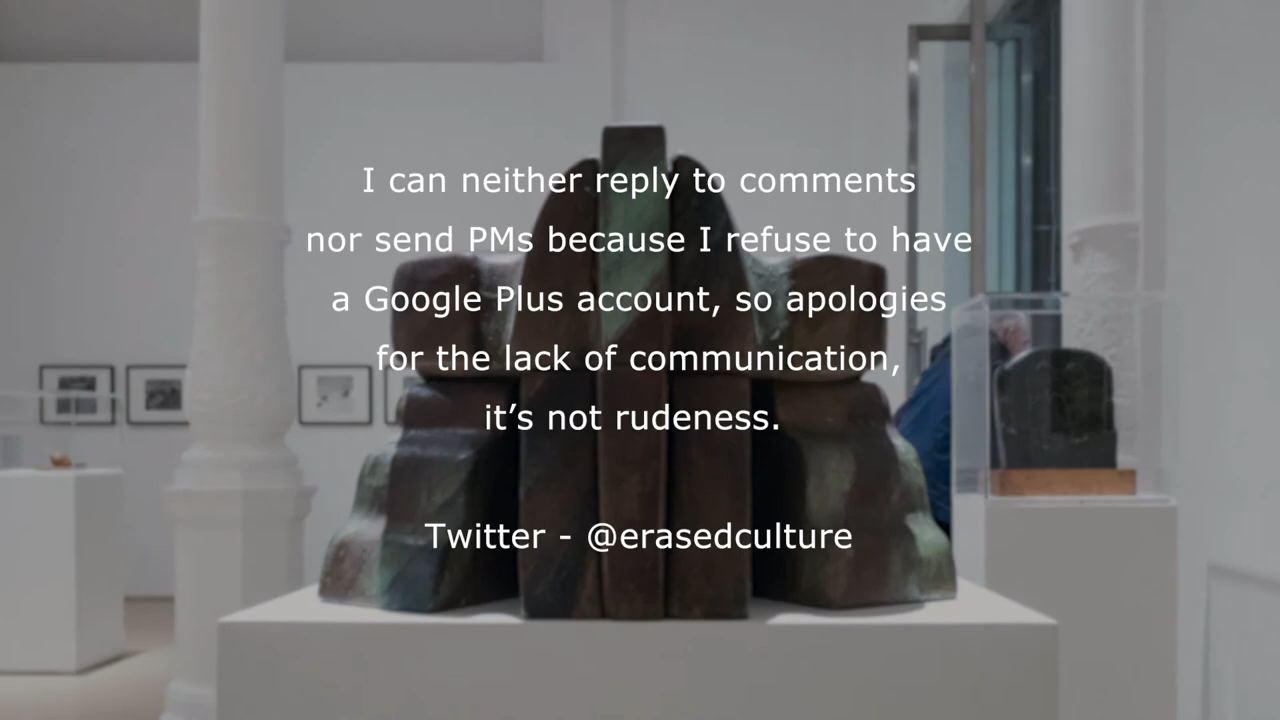 I can neither reply to comments
nor send PMs because I refuse to have
a Google Plus account, so apologies
for the lack of communication,
it’s not rudeness.
Twitter - @erasedculture